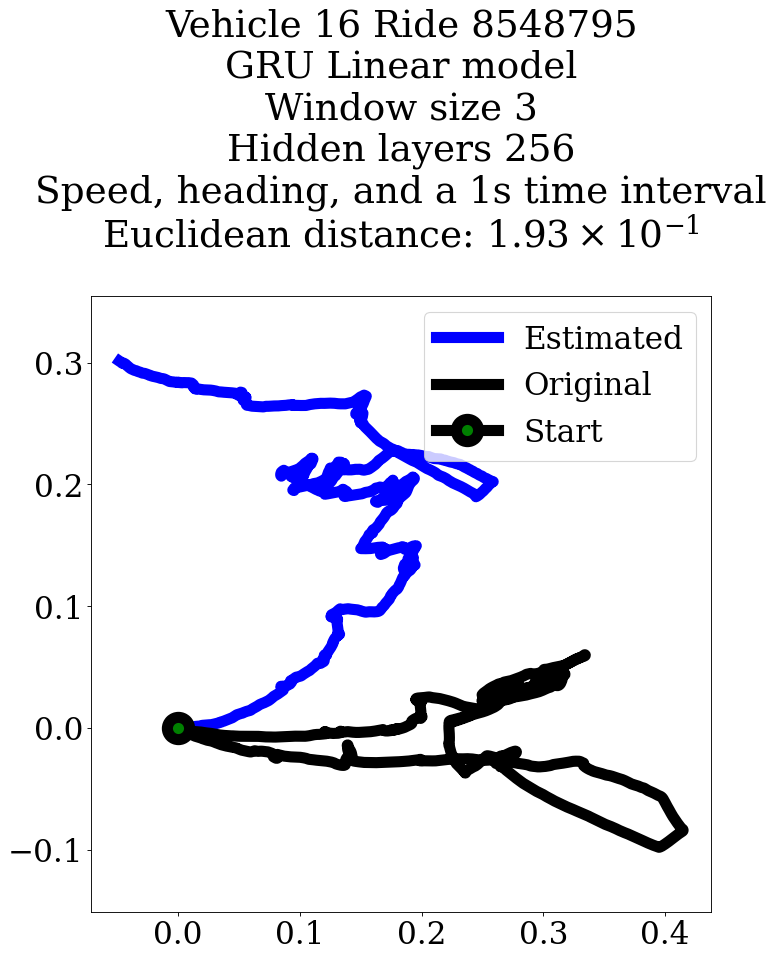 Vehicle 16 Ride 8548795
GRU Linear model
Window size 3
Hidden layers 256
Speed, heading, and a 1s time interval
Euclidean distance: 1.93 × 10⁻¹
Estimated
Original
Start
0.3
0.2
0.1
0.0
−0.1
0.0 0.1 0.2 0.3 0.4